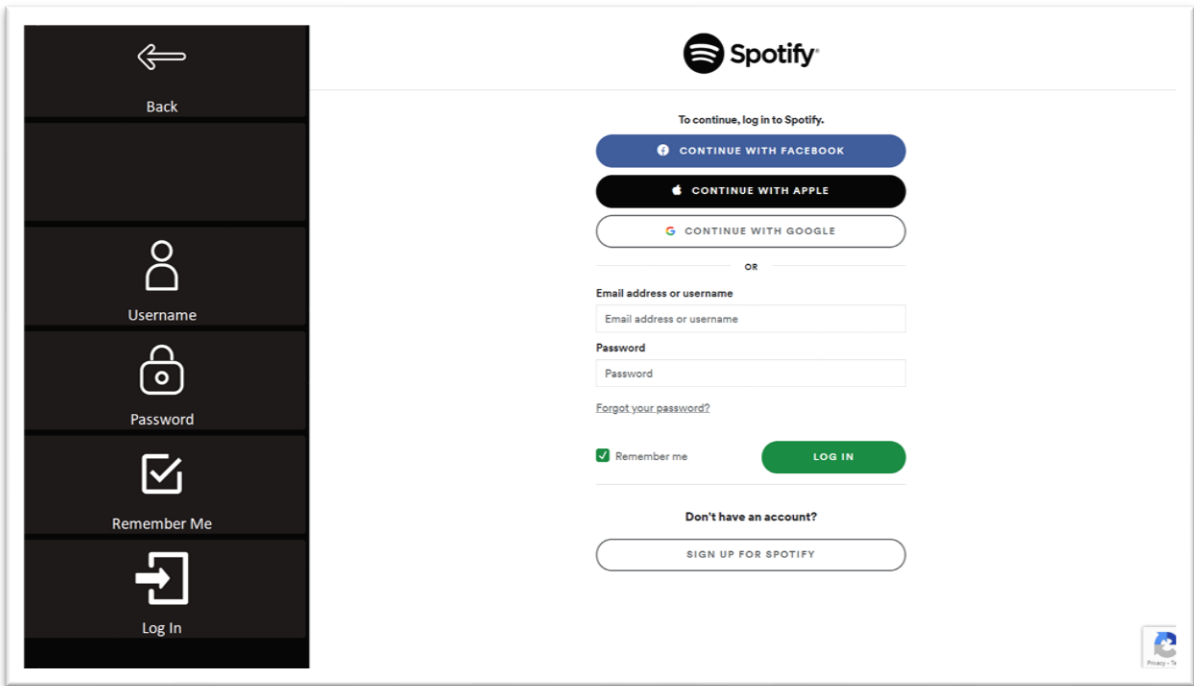 Back
Username
Password
Remember Me
Log In
Spotify®
To continue, log in to Spotify.
CONTINUE WITH FACEBOOK
CONTINUE WITH APPLE
CONTINUE WITH GOOGLE
OR
Email address or username
Email address or username
Password
Password
Forgot your password?
Remember me
LOG IN
Don't have an account?
SIGN UP FOR SPOTIFY
Privacy - Te